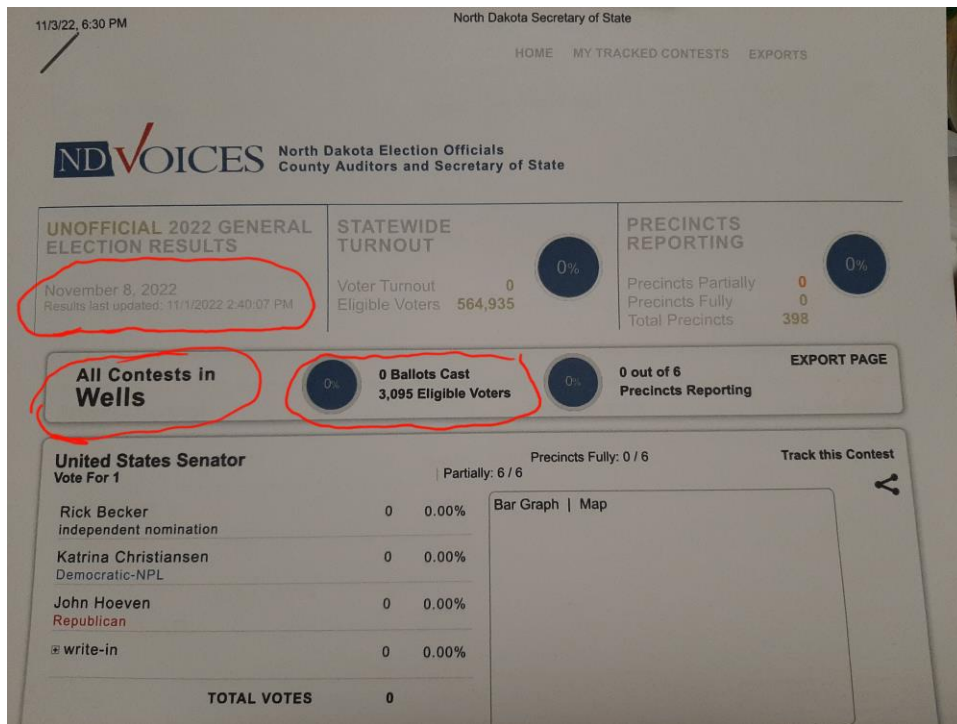 11/3/22, 6:30 PM
North Dakota Secretary of State
HOME MY TRACKED CONTESTS EXPORTS
ND VOICES
North Dakota Election Officials
County Auditors and Secretary of State
UNOFFICIAL 2022 GENERAL
ELECTION RESULTS
November 8, 2022
Results last updated: 11/1/2022 2:40:07 PM
STATEWIDE
TURNOUT
Voter Turnout 0
Eligible Voters 564,935
0%
PRECINCTS
REPORTING
Precincts Partially 0
Precincts Fully 0
Total Precincts 398
0%
All Contests in
Wells
0%
0 Ballots Cast
3,095 Eligible Voters
0%
0 out of 6
Precincts Reporting
EXPORT PAGE
United States Senator
Vote For 1
Precincts Fully: 0 / 6
Partially: 6 / 6
Track this Contest
Rick Becker 0 0.00%
independent nomination
Katrina Christiansen 0 0.00%
Democratic-NPL
John Hoeven 0 0.00%
Republican
write-in 0 0.00%
TOTAL VOTES 0
Bar Graph | Map